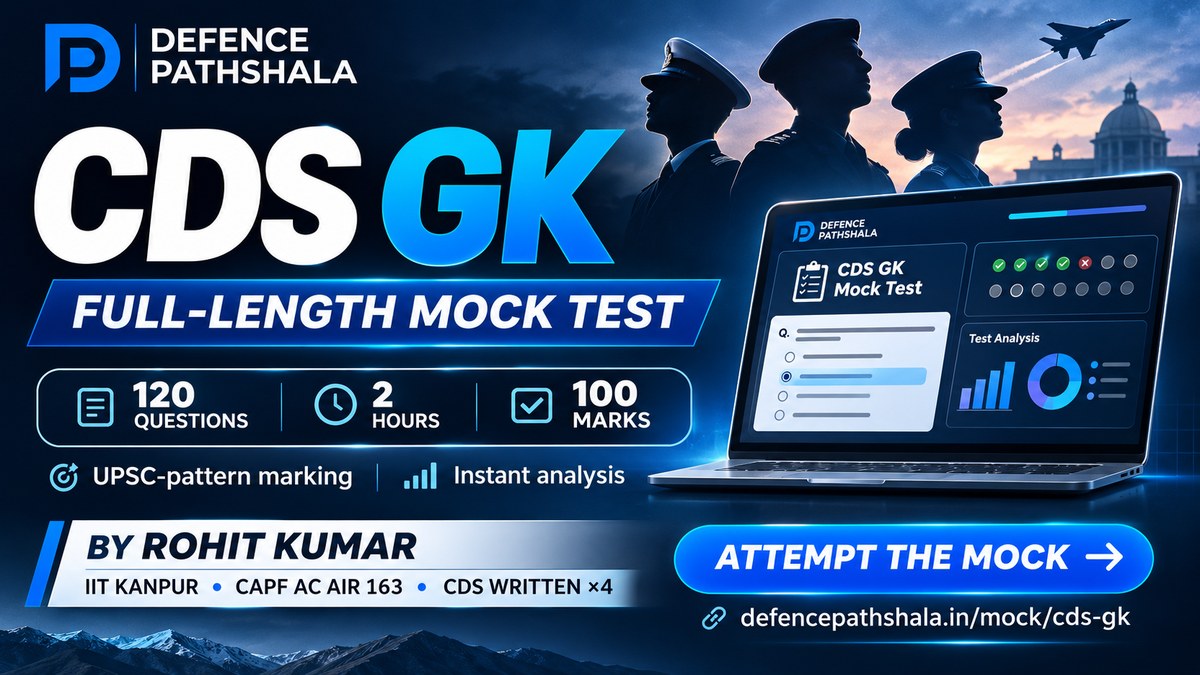 DEFENCE
PATHSHALA
CDS GK
FULL-LENGTH MOCK TEST
120
QUESTIONS
2
HOURS
100
MARKS
UPSC-pattern marking
Instant analysis
BY ROHIT KUMAR
IIT KANPUR • CAPF AC AIR 163 • CDS WRITTEN ×4
DEFENCE
PATHSHALA
CDS GK
Mock Test
Q.
Test Analysis
ATTEMPT THE MOCK →
defencepathshala.in/mock/cds-gk